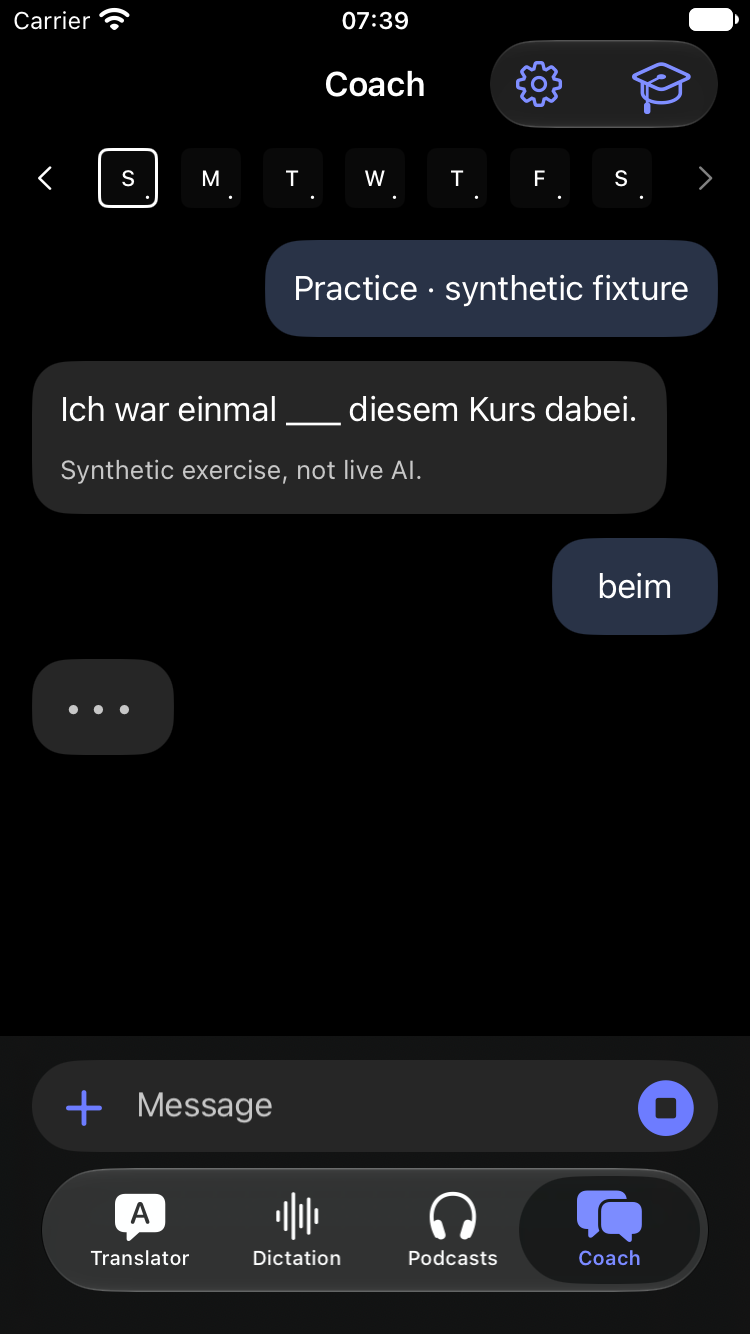 Carrier
07:39
Coach
S M T W T F S
Practice · synthetic fixture
Ich war einmal ___ diesem Kurs dabei.
Synthetic exercise, not live AI.
beim
Message
A
Translator
Dictation
Podcasts
Coach